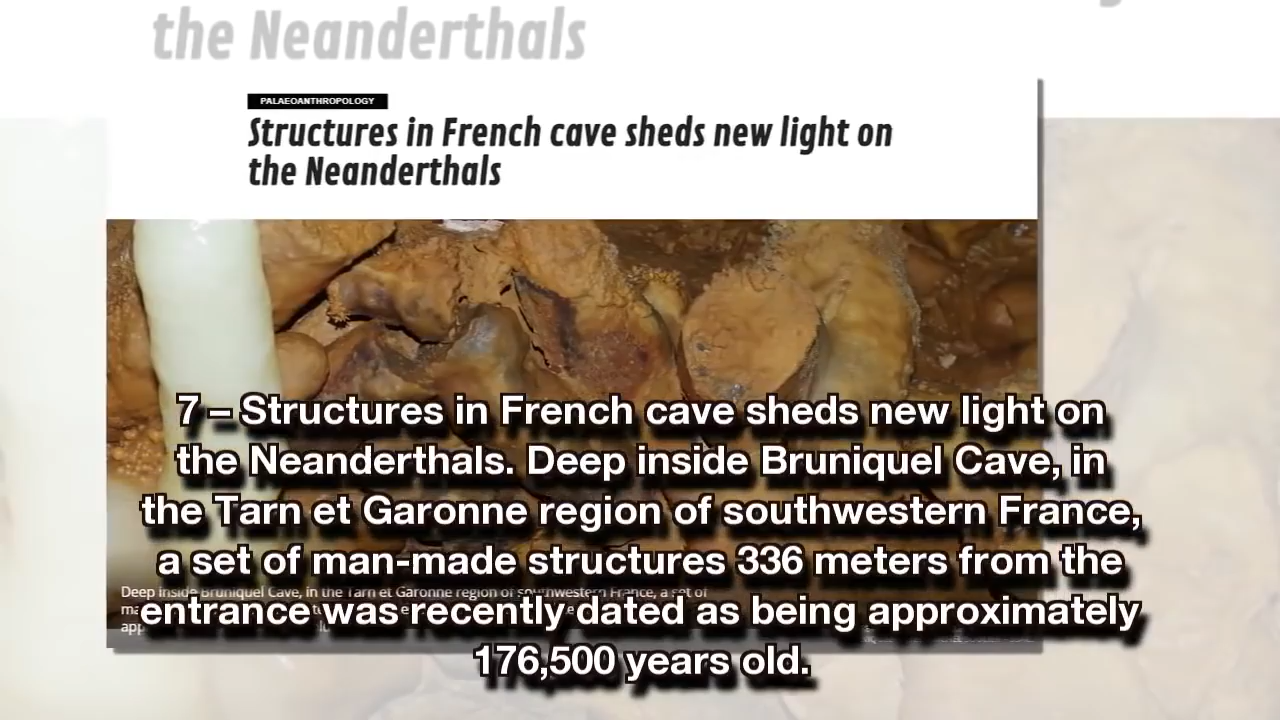 the Neanderthals
PALAEOANTHROPOLOGY
Structures in French cave sheds new light on
the Neanderthals
7 – Structures in French cave sheds new light on
the Neanderthals. Deep inside Bruniquel Cave, in
the Tarn et Garonne region of southwestern France,
a set of man-made structures 336 meters from the
entrance was recently dated as being approximately
176,500 years old.
Deep inside Bruniquel Cave, in the Tarn et Garonne region of southwestern France, a set of